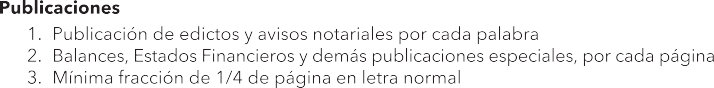 Publicaciones
1. Publicación de edictos y avisos notariales por cada palabra
2. Balances, Estados Financieros y demás publicaciones especiales, por cada página
3. Mínima fracción de 1/4 de página en letra normal